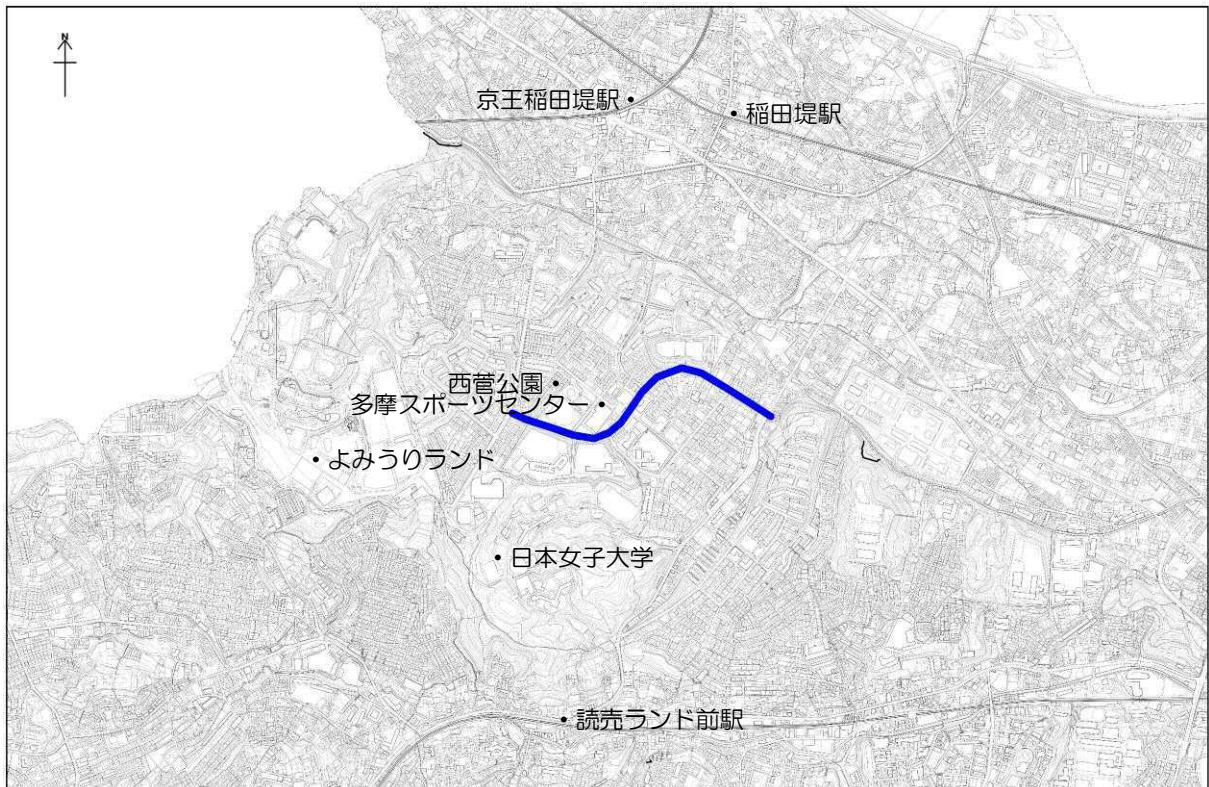 N
京王稲田堤駅
稲田堤駅
西菅公園
多摩スポーツセンター
よみうりランド
日本女子大学
読売ランド前駅